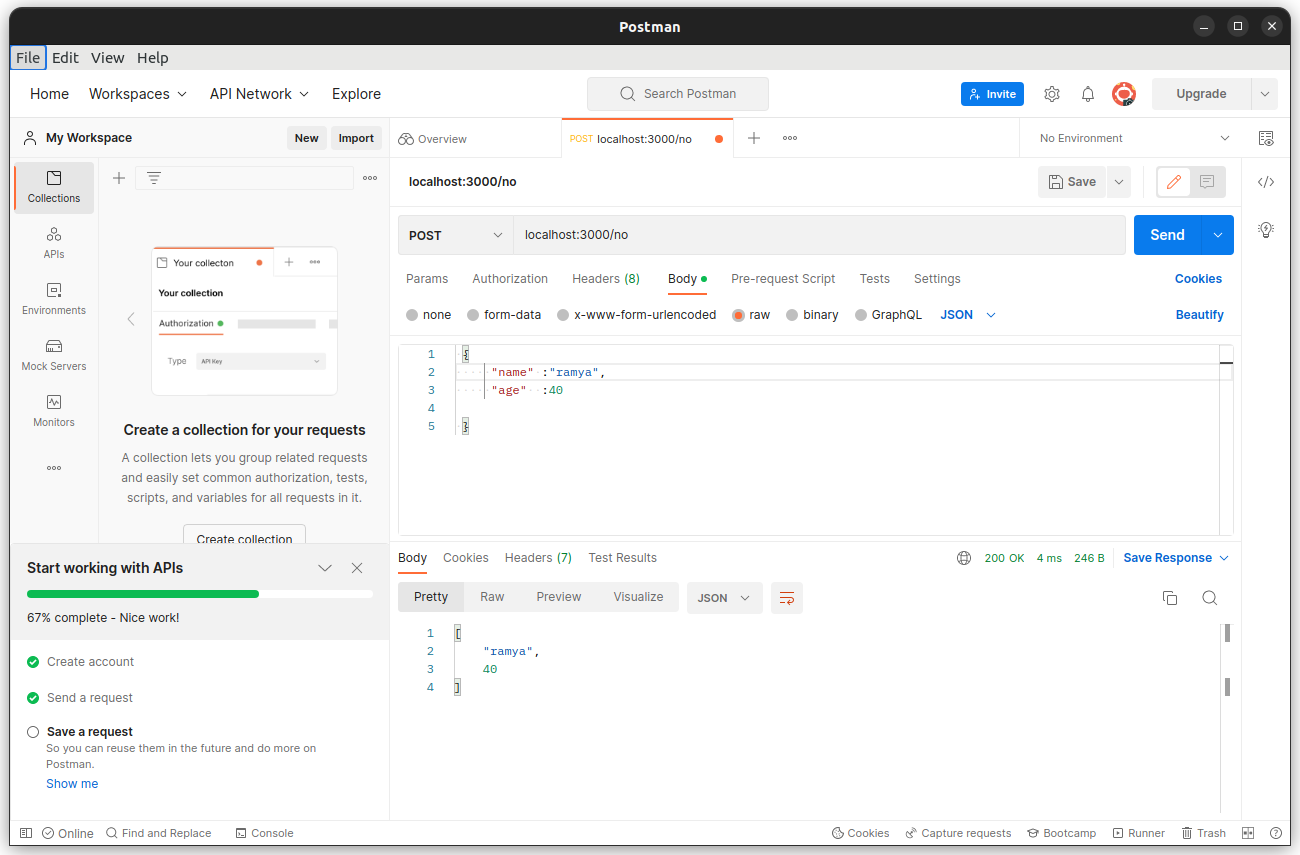 Postman
File Edit View Help
Home Workspaces API Network Explore Search Postman Invite Upgrade
My Workspace New Import
Overview POST localhost:3000/no No Environment
Collections
APIs
Environments
Mock Servers
Monitors
Your collecton
Your collection
Authorization
Type API Key
Create a collection for your requests
A collection lets you group related requests
and easily set common authorization, tests,
scripts, and variables for all requests in it.
Create collection
Start working with APIs
67% complete - Nice work!
Create account
Send a request
Save a request
So you can reuse them in the future and do more on
Postman.
Show me
localhost:3000/no Save
POST localhost:3000/no Send
Params Authorization Headers (8) Body Pre-request Script Tests Settings Cookies
none form-data x-www-form-urlencoded raw binary GraphQL JSON Beautify
1 {
2 "name" :"ramya",
3 "age" :40
4
5 }
Body Cookies Headers (7) Test Results 200 OK 4 ms 246 B Save Response
Pretty Raw Preview Visualize JSON
1 [
2 "ramya",
3 40
4 ]
Online Find and Replace Console Cookies Capture requests Bootcamp Runner Trash